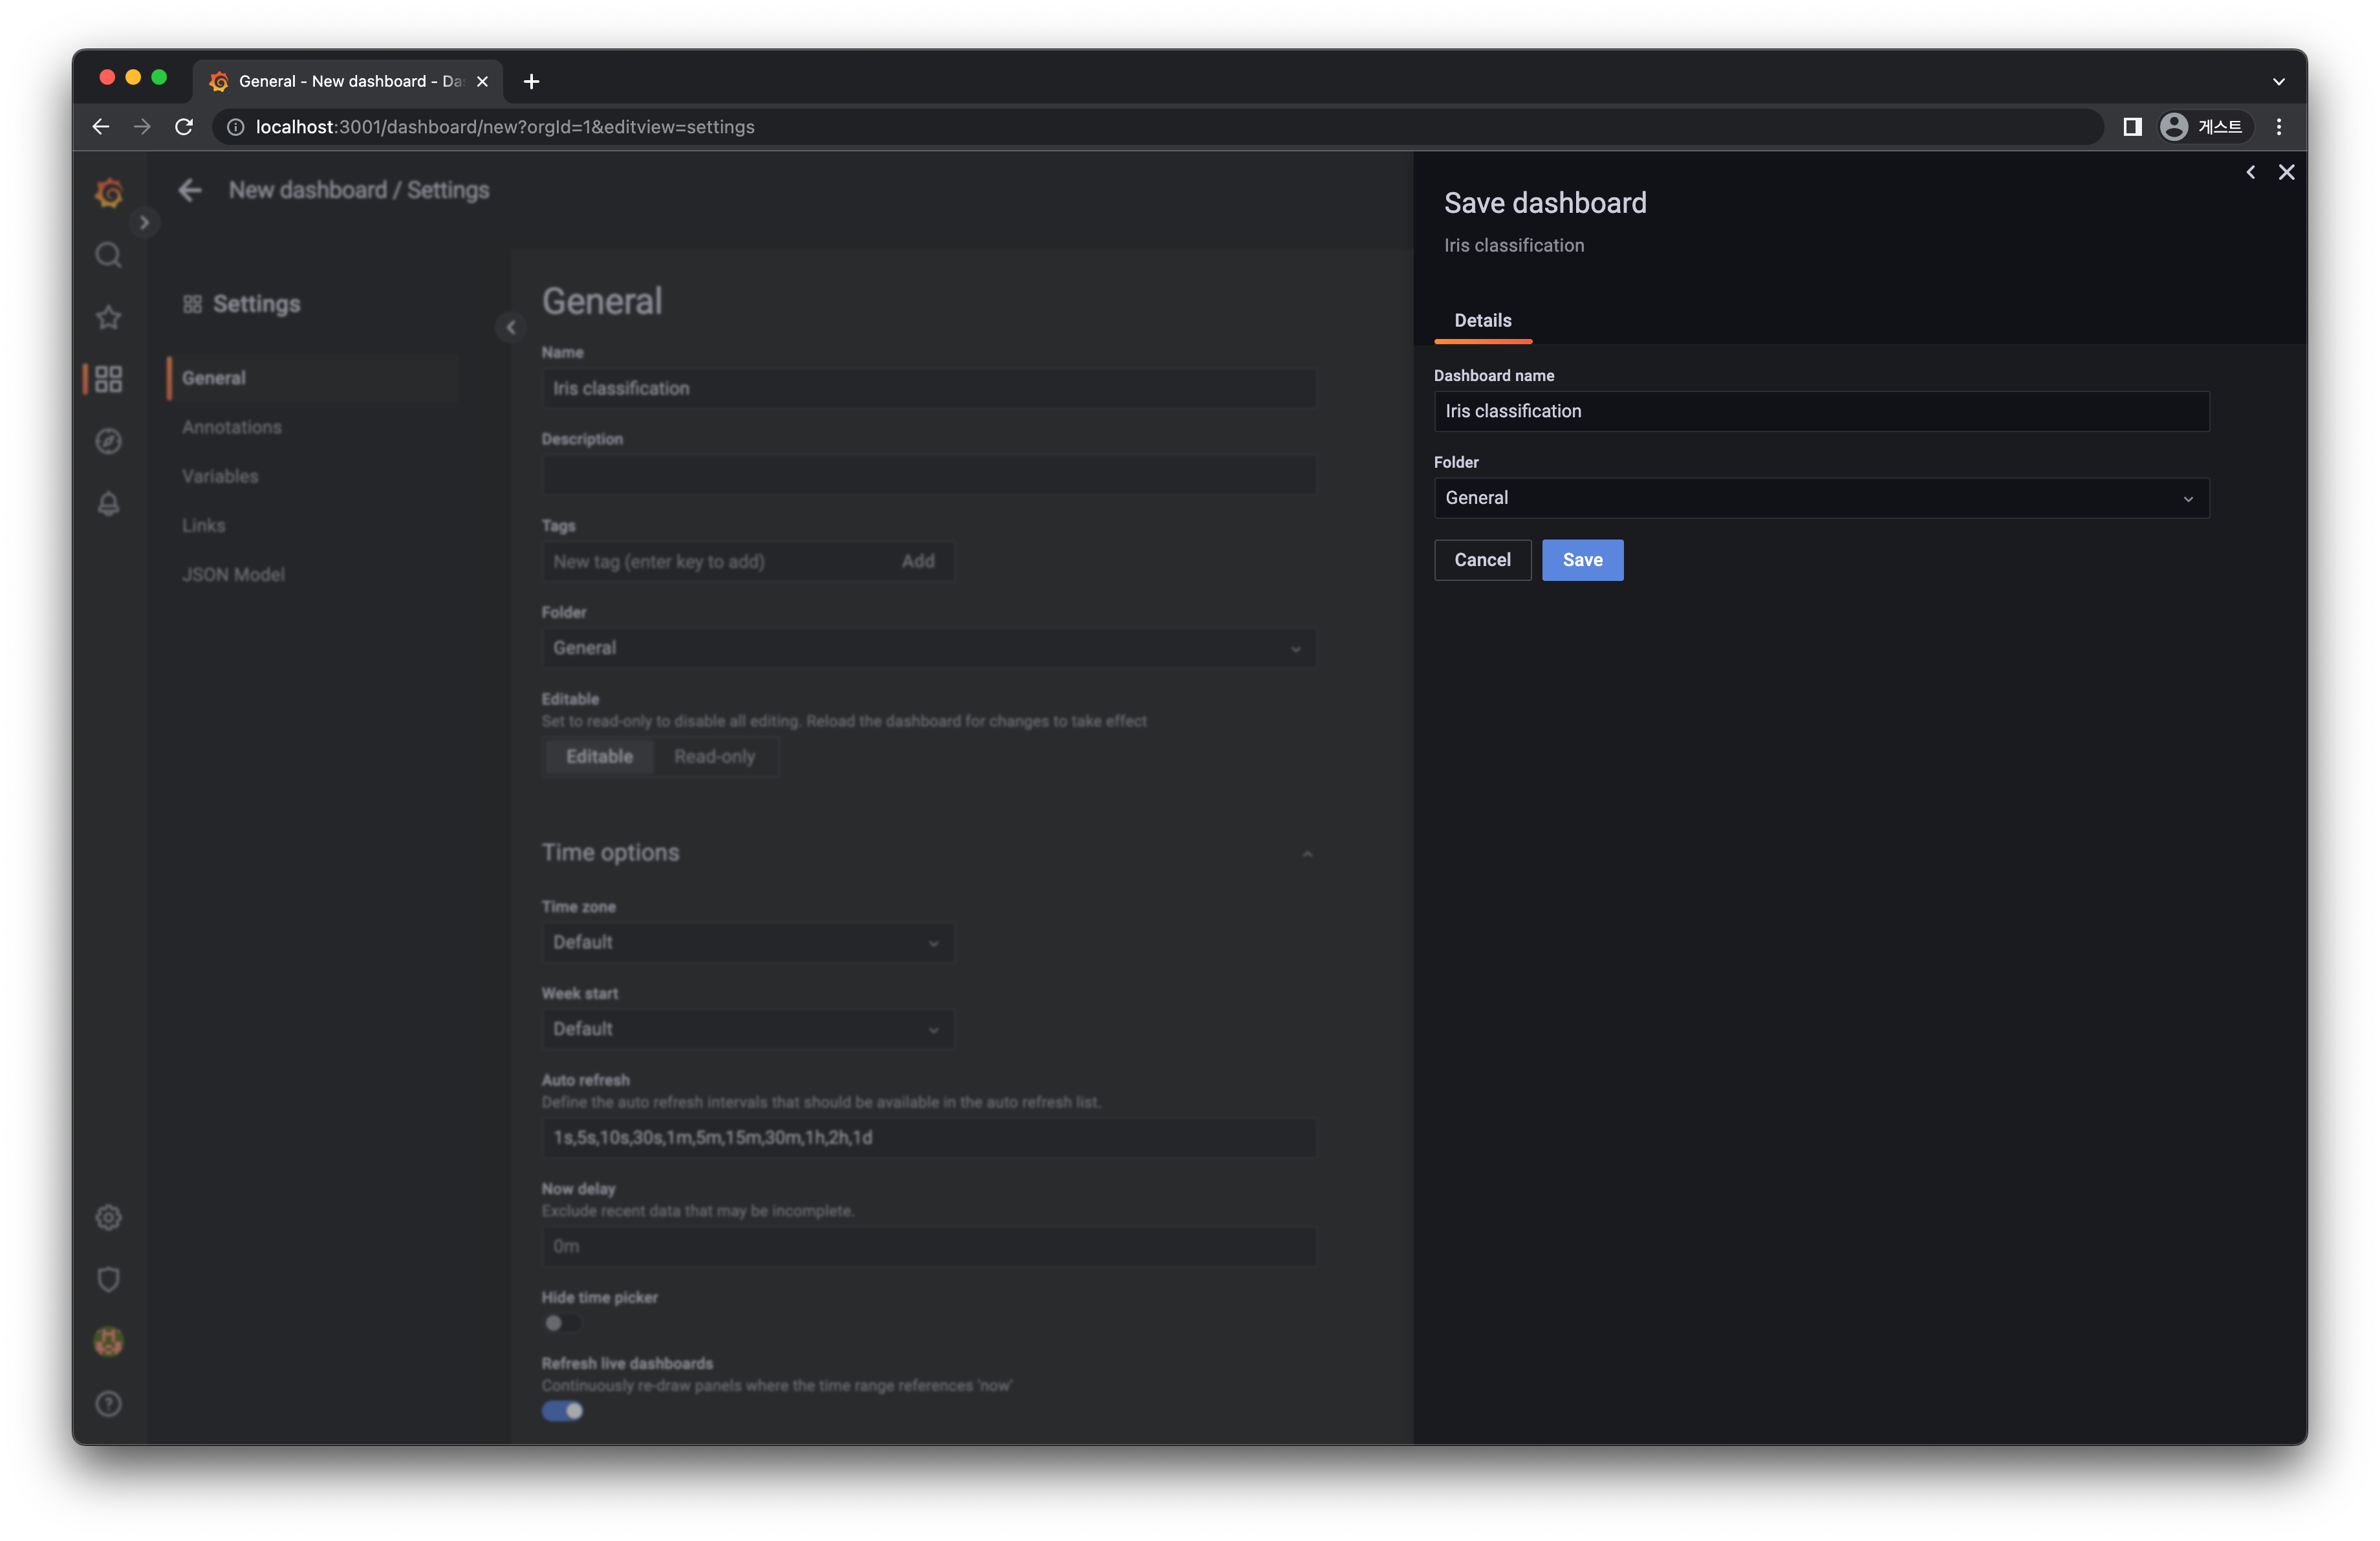 General - New dashboard - Da
localhost:3001/dashboard/new?orgId=1&editview=settings
게스트
New dashboard / Settings
Settings
General
Annotations
Variables
Links
JSON Model
General
Name
Iris classification
Description
Tags
New tag (enter key to add)
Add
Folder
General
Editable
Set to read-only to disable all editing. Reload the dashboard for changes to take effect
Editable
Read-only
Time options
Time zone
Default
Week start
Default
Auto refresh
Define the auto refresh intervals that should be available in the auto refresh list.
1s,5s,10s,30s,1m,5m,15m,30m,1h,2h,1d
Now delay
Exclude recent data that may be incomplete.
0m
Hide time picker
Refresh live dashboards
Continuously re-draw panels where the time range references 'now'
Save dashboard
Iris classification
Details
Dashboard name
Iris classification
Folder
General
Cancel
Save